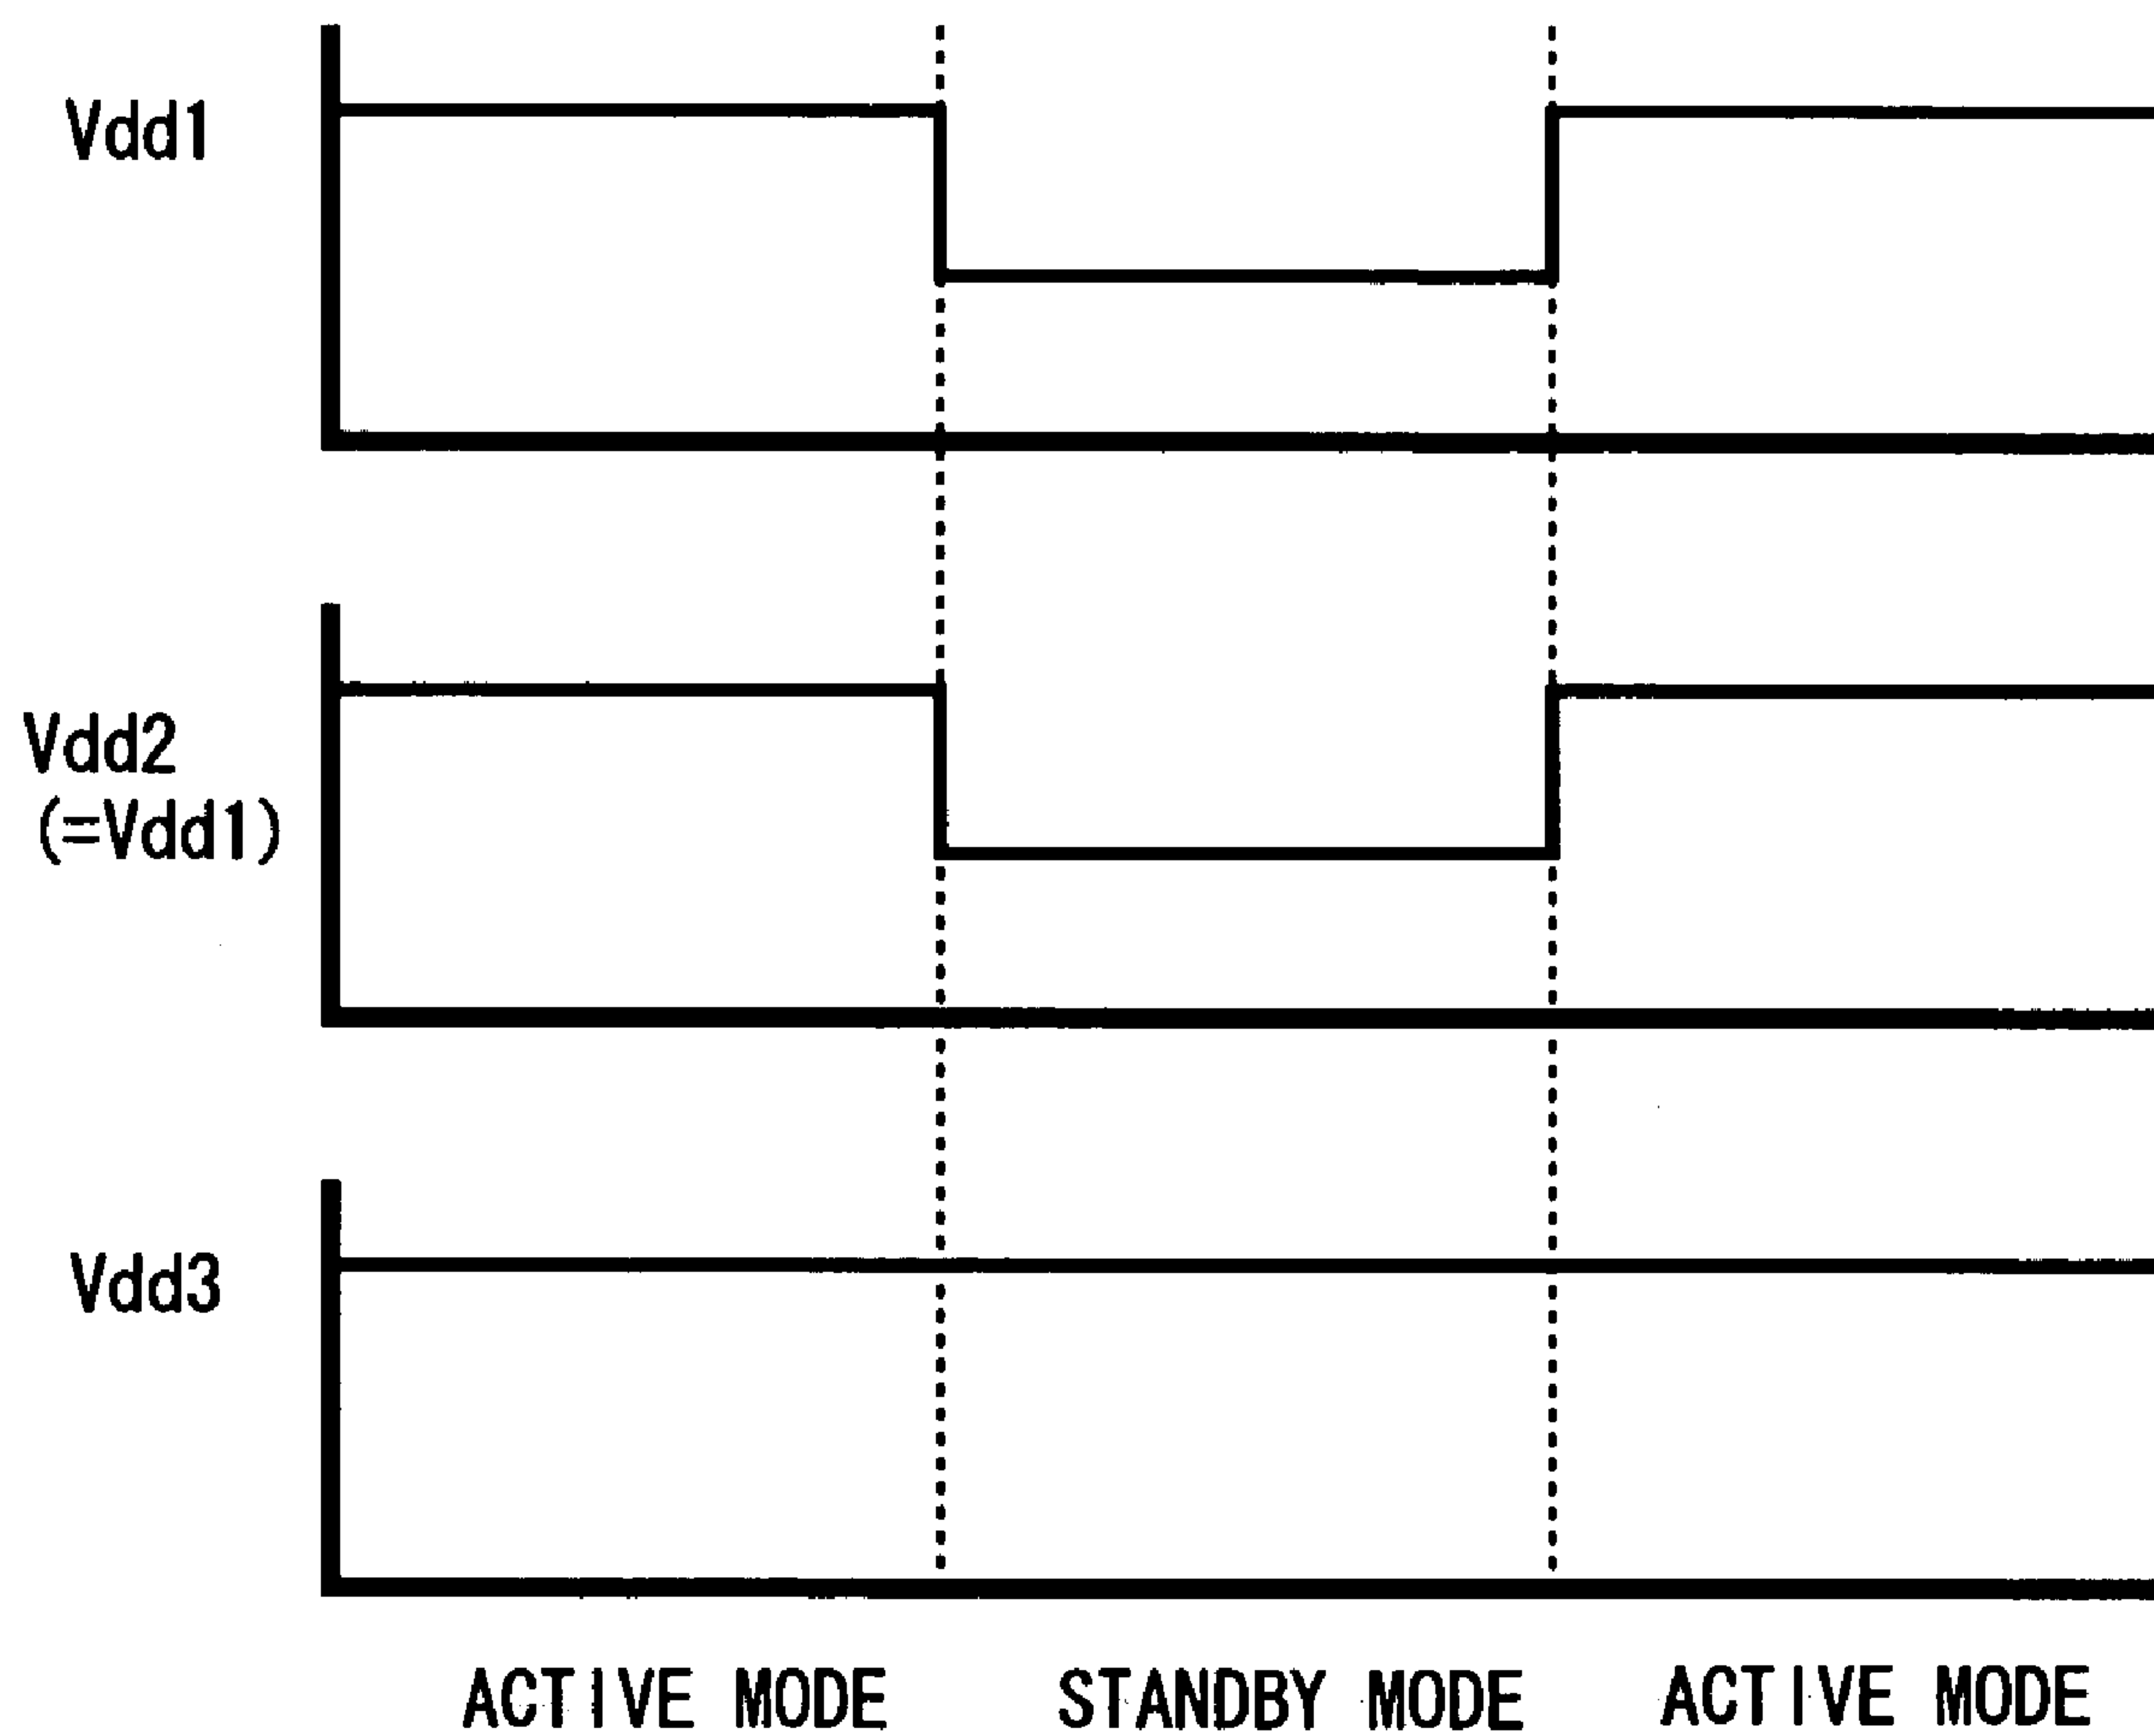 Vdd1
Vdd2
(=Vdd1)
Vdd3
ACTIVE MODE STANDBY MODE ACTIVE MODE